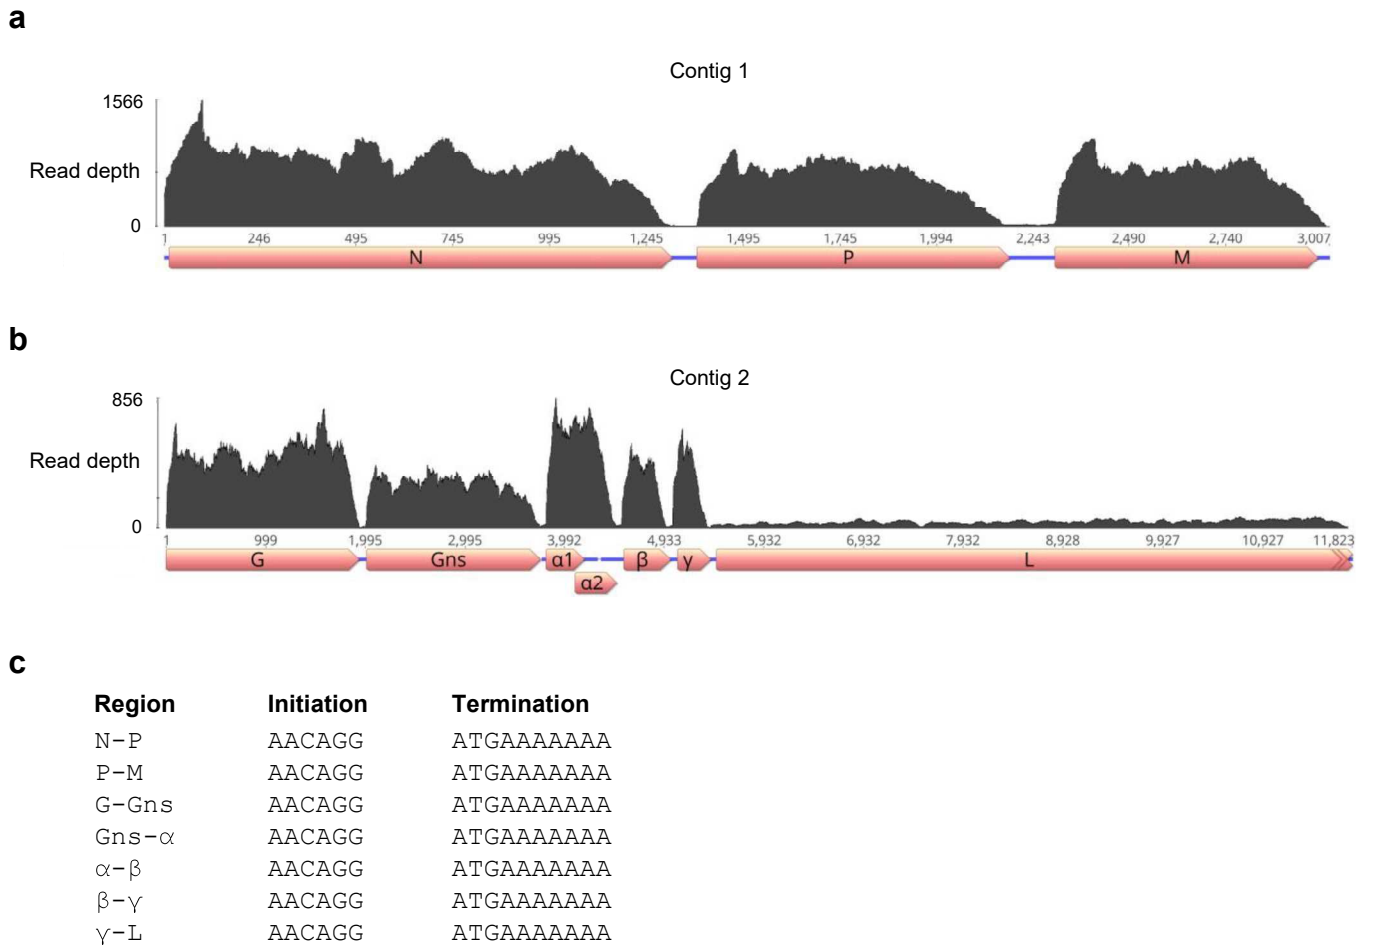 a
Contig 1
1566
Read depth
0
1 246 495 745 995 1,245 1,495 1,745 1,994 2,243 2,490 2,740 3,007
N P M
b
Contig 2
856
Read depth
0
1 999 1,995 2,995 3,992 4,933 5,932 6,932 7,932 8,928 9,927 10,927 11,823
G Gns α1 β γ L
α2
c
Region Initiation Termination
N-P AACAGG ATGAAAAAAA
P-M AACAGG ATGAAAAAAA
G-Gns AACAGG ATGAAAAAAA
Gns-α AACAGG ATGAAAAAAA
α-β AACAGG ATGAAAAAAA
β-γ AACAGG ATGAAAAAAA
γ-L AACAGG ATGAAAAAAA